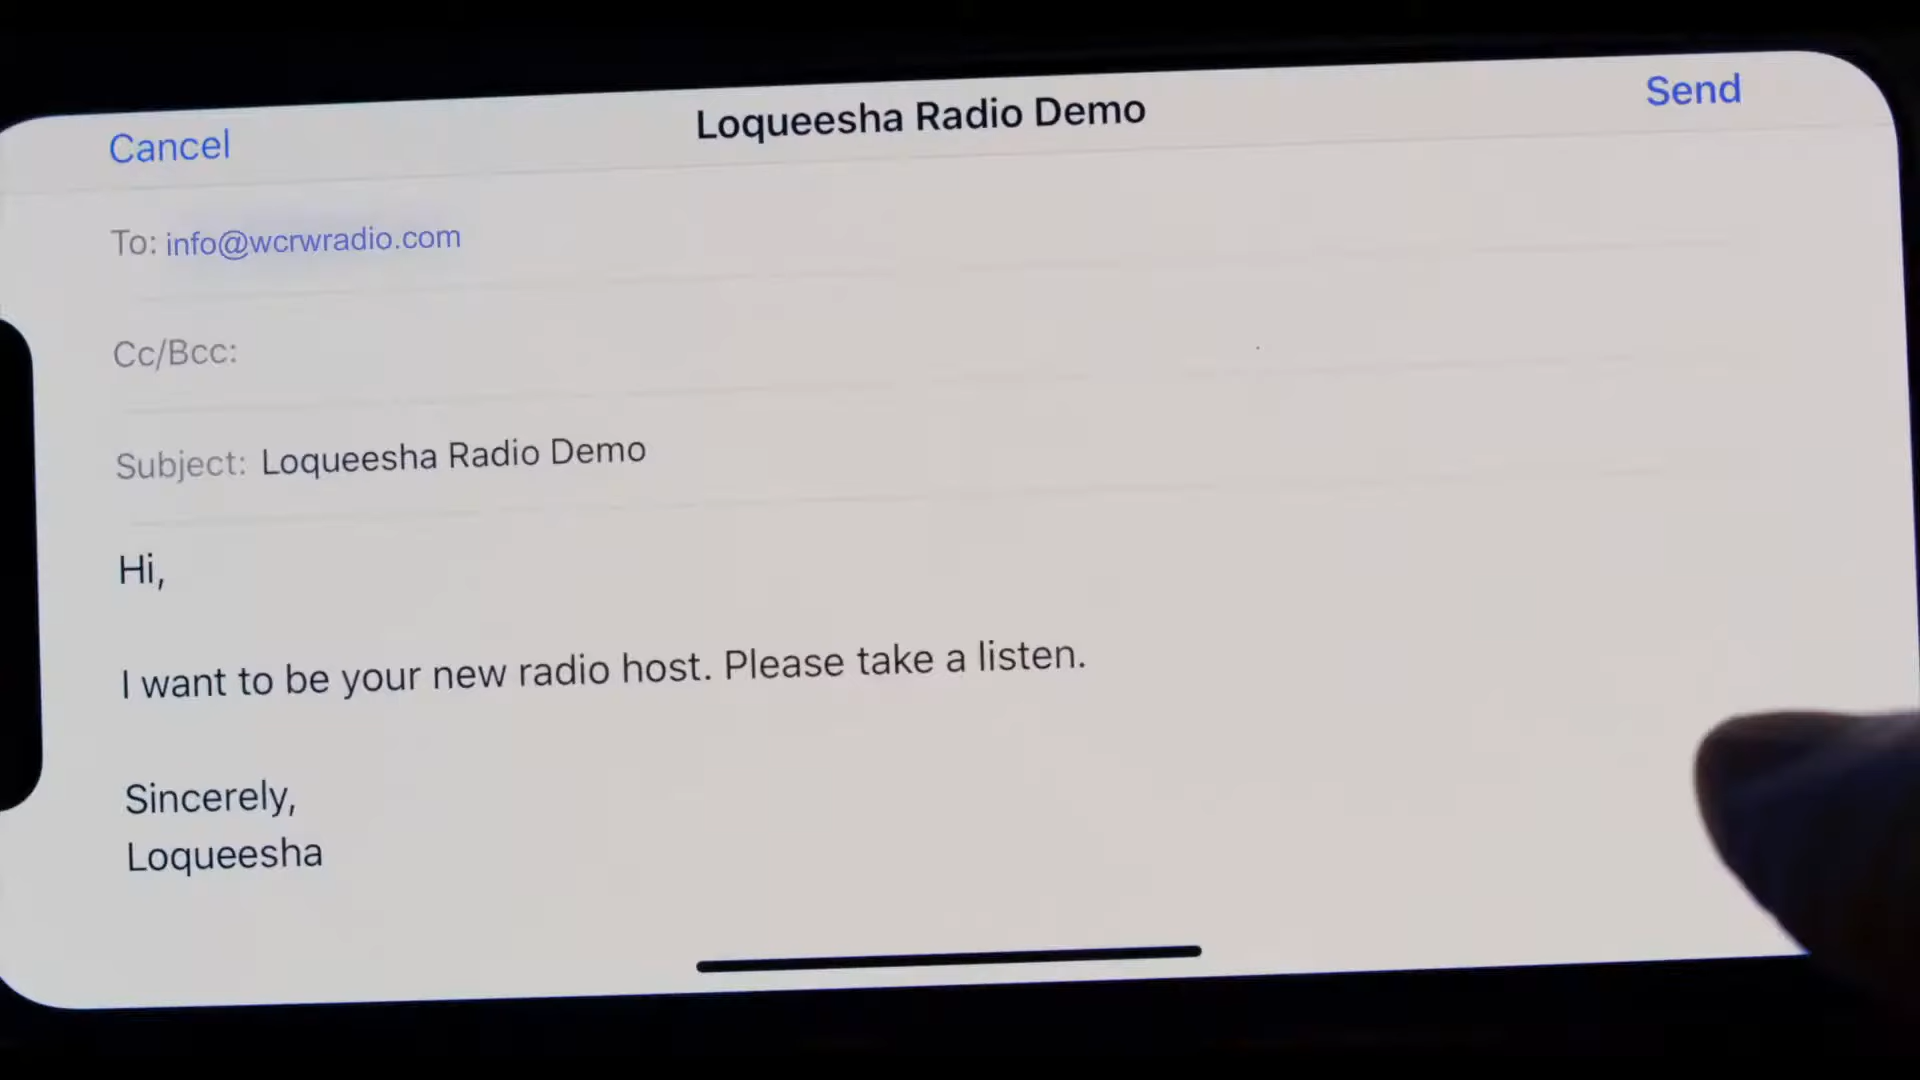 Cancel Loqueesha Radio Demo Send
To: info@wcrwradio.com
Cc/Bcc:
Subject: Loqueesha Radio Demo
Hi,
I want to be your new radio host. Please take a listen.
Sincerely,
Loqueesha